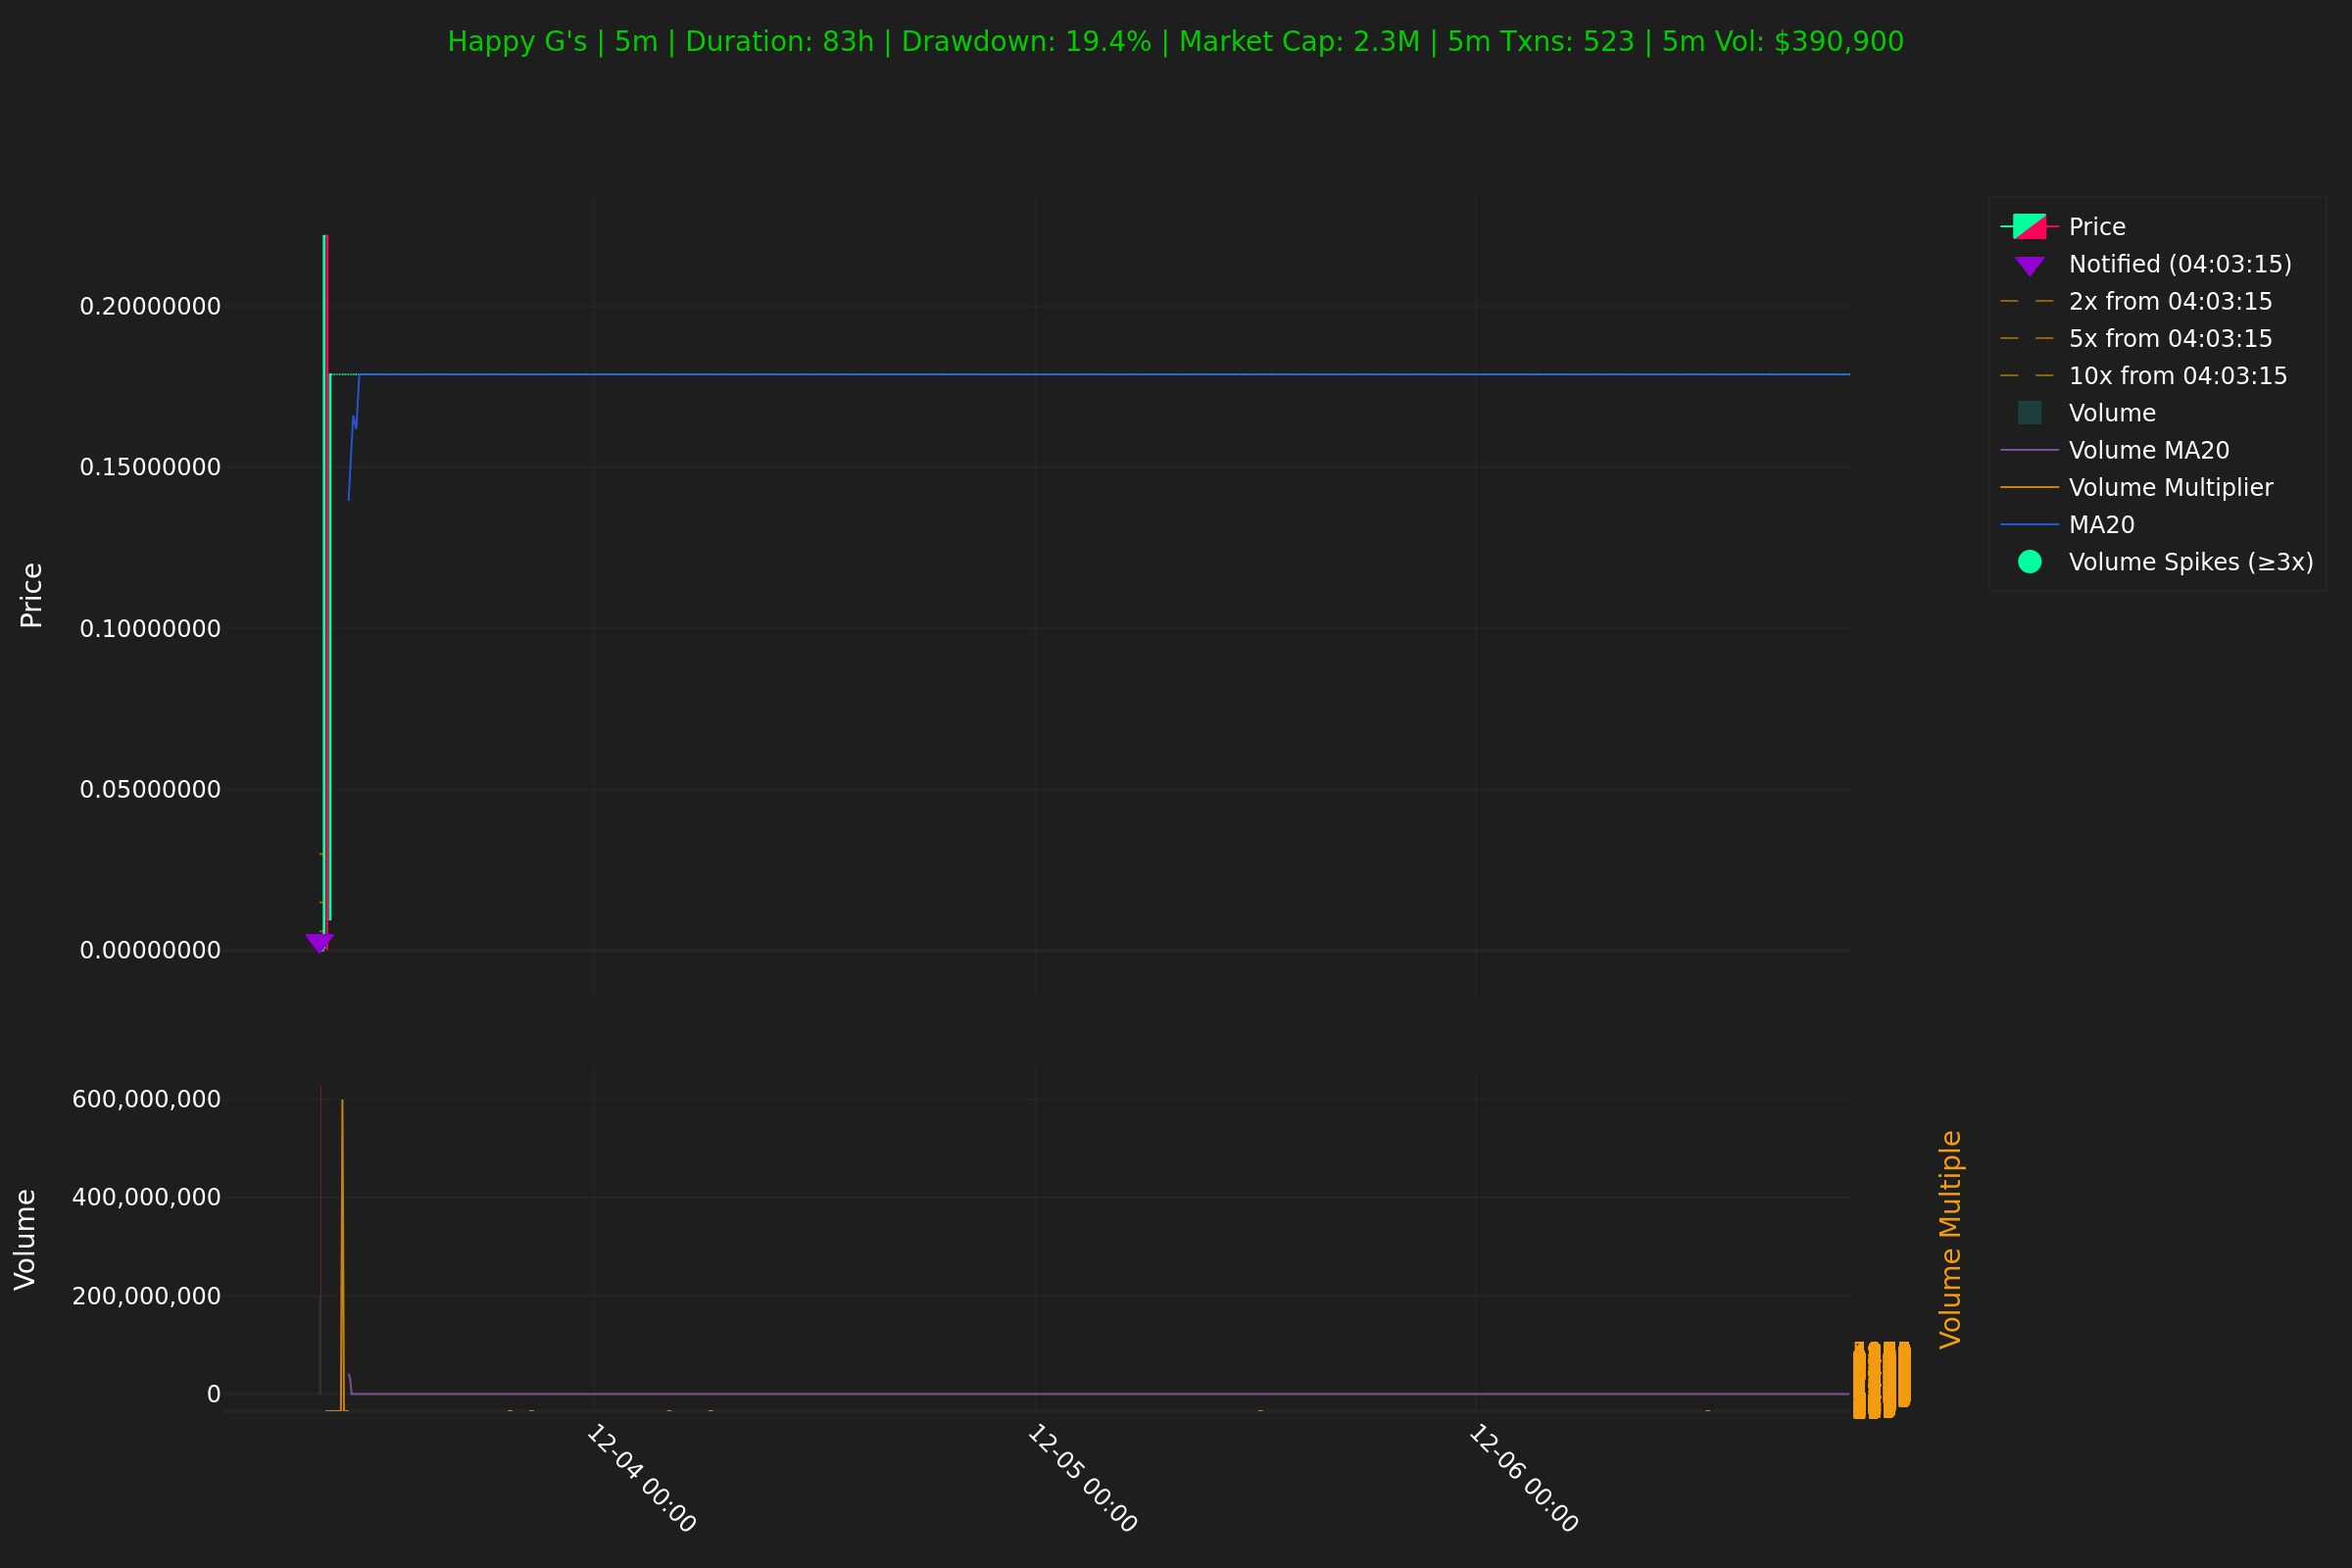 Happy G's | 5m | Duration: 83h | Drawdown: 19.4% | Market Cap: 2.3M | 5m Txns: 523 | 5m Vol: $390,900
Price
0.20000000
0.15000000
0.10000000
0.05000000
0.00000000
Price
Notified (04:03:15)
2x from 04:03:15
5x from 04:03:15
10x from 04:03:15
Volume
Volume MA20
Volume Multiplier
MA20
Volume Spikes (≥3x)
Volume
600,000,000
400,000,000
200,000,000
0
Volume Multiple
12-04 00:00
12-05 00:00
12-06 00:00